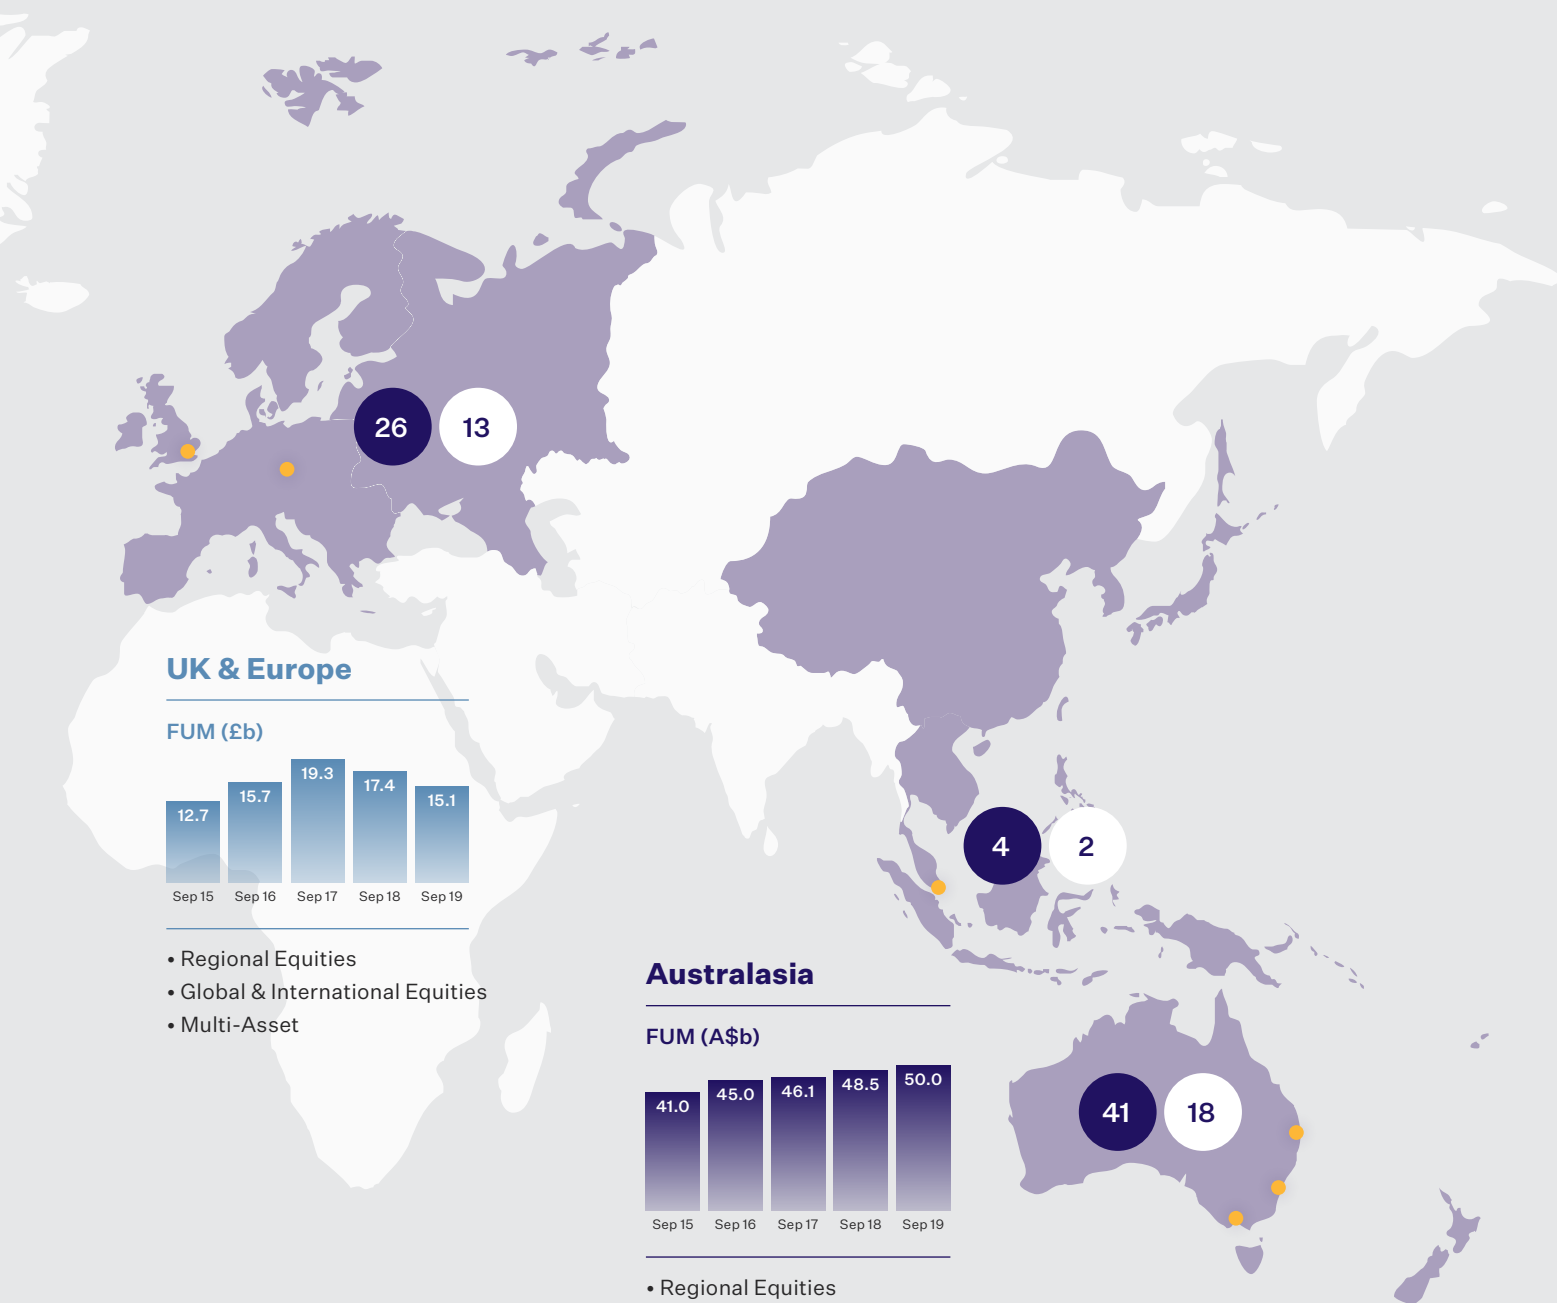 26
13
UK & Europe
FUM (£b)
12.7
15.7
19.3
17.4
15.1
Sep 15
Sep 16
Sep 17
Sep 18
Sep 19
• Regional Equities
• Global & International Equities
• Multi-Asset
4
2
Australasia
FUM (A$b)
41.0
45.0
46.1
48.5
50.0
Sep 15
Sep 16
Sep 17
Sep 18
Sep 19
• Regional Equities
41
18